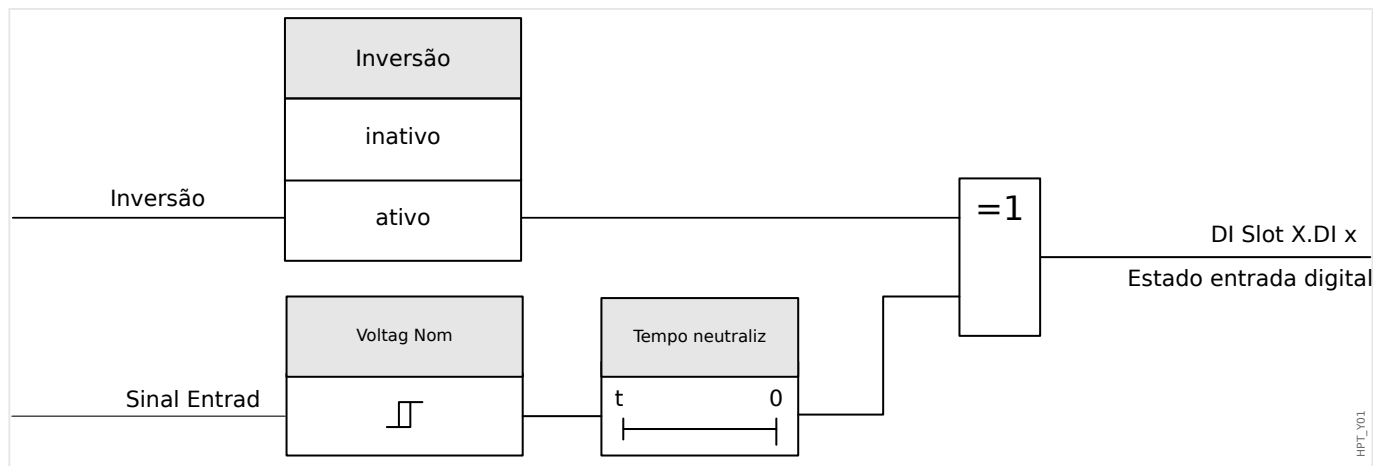 Inversão
inativo
ativo
Inversão
=1
DI Slot X.DI x
Estado entrada digital
Voltag Nom
Tempo neutraliz
Sinal Entrad
t 0
HPT_Y01